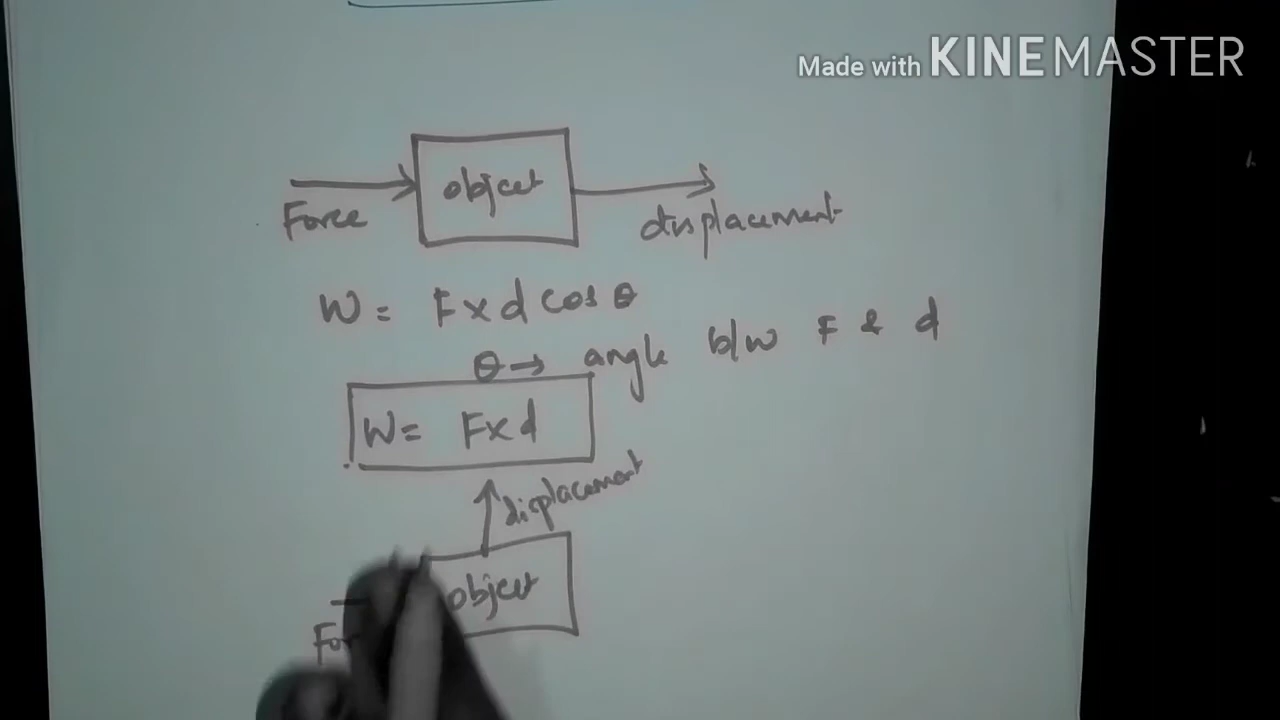 Made with KINEMASTER
object
Force
displacement
W = F x d cos θ
θ → angle b/w F & d
W = F x d
displacement
object